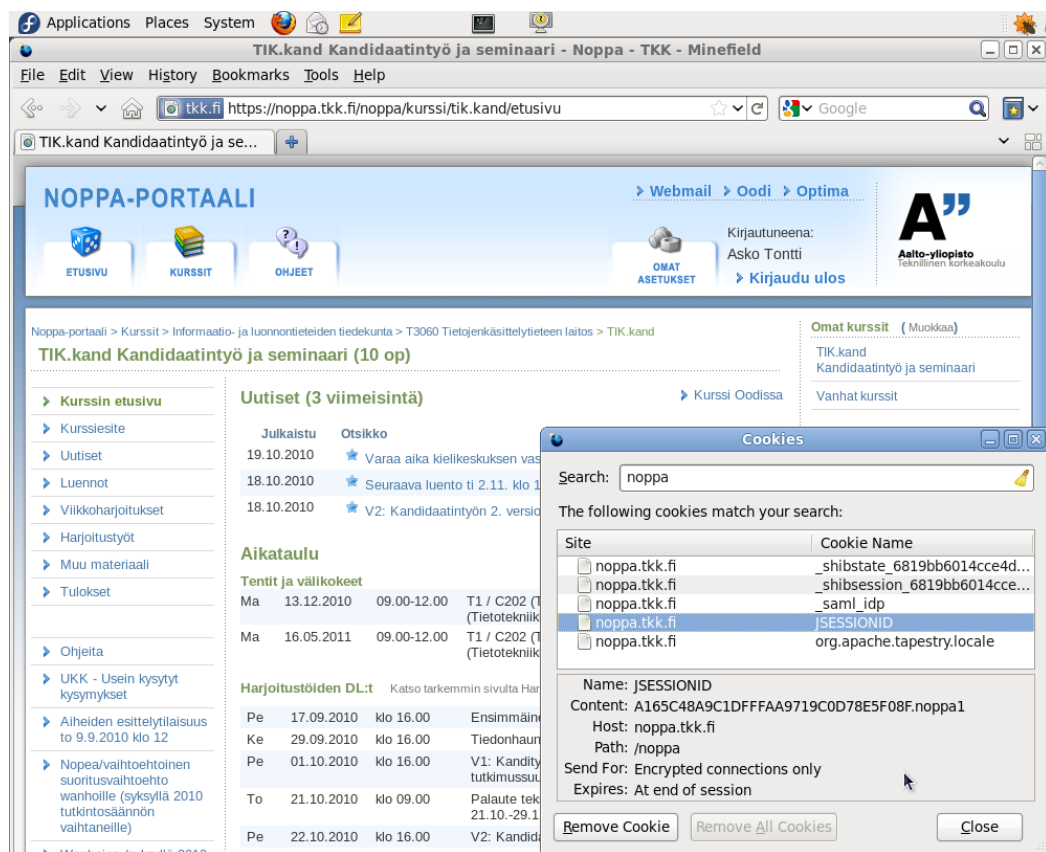 Applications Places System
TIK.kand Kandidaatintyö ja seminaari - Noppa - TKK - Minefield
File Edit View History Bookmarks Tools Help
tkk.fi https://noppa.tkk.fi/noppa/kurssi/tik.kand/etusivu
Google
TIK.kand Kandidaatintyö ja se...
NOPPA-PORTAALI
Webmail Oodi Optima
ETUSIVU
KURSSIT
OHJEET
OMAT
ASETUKSET
Kirjautuneena:
Asko Tontti
Kirjaudu ulos
A”
Aalto-yliopisto
Teknillinen korkeakoulu
Noppa-portaali > Kurssit > Informaatio- ja luonnontieteiden tiedekunta > T3060 Tietojenkäsittelytieteen laitos > TIK.kand
TIK.kand Kandidaatintyö ja seminaari (10 op)
Omat kurssit ( Muokkaa)
TIK.kand
Kandidaatintyö ja seminaari
Vanhat kurssit
Kurssin etusivu
Kurssiesite
Uutiset
Luennot
Viikkoharjoitukset
Harjoitustyöt
Muu materiaali
Tulokset
Ohjeita
UKK - Usein kysytyt
kysymykset
Aiheiden esittelytilaisuus
to 9.9.2010 klo 12
Nopea/vaihtoehtoinen
suoritusvaihtoehto
wanhoille (syksyllä 2010
tutkintosäännön
vaihtaneille)
Uutiset (3 viimeisintä)
Kurssi Oodissa
Julkaistu Otsikko
19.10.2010 Varaa aika kielikeskuksen vas
18.10.2010 Seuraava luento ti 2.11. klo 1
18.10.2010 V2: Kandidaatintyön 2. versio
Aikataulu
Tentit ja välikokeet
Ma 13.12.2010 09.00-12.00 T1 / C202 (T
(Tietotekniik
Ma 16.05.2011 09.00-12.00 T1 / C202 (T
(Tietotekniik
Harjoitustöiden DL:t Katso tarkemmin sivulta Har
Pe 17.09.2010 klo 16.00 Ensimmäine
Ke 29.09.2010 klo 16.00 Tiedonhaun
Pe 01.10.2010 klo 16.00 V1: Kandity
tutkimussuu
To 21.10.2010 klo 09.00 Palaute tek
21.10.-29.1
Pe 22.10.2010 klo 16.00 V2: Kandida
Cookies
Search: noppa
The following cookies match your search:
Site Cookie Name
noppa.tkk.fi _shibstate_6819bb6014cce4d...
noppa.tkk.fi _shibsession_6819bb6014cce...
noppa.tkk.fi _saml_idp
noppa.tkk.fi JSESSIONID
noppa.tkk.fi org.apache.tapestry.locale
Name: JSESSIONID
Content: A165C48A9C1DFFFAA9719C0D78E5F08F.noppa1
Host: noppa.tkk.fi
Path: /noppa
Send For: Encrypted connections only
Expires: At end of session
Remove Cookie Remove All Cookies Close